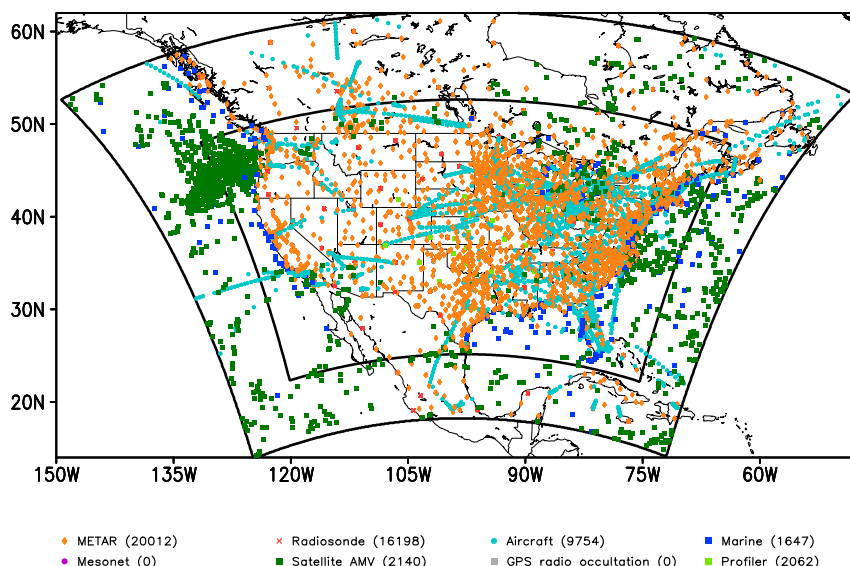 60N
50N
40N
30N
20N
150W 135W 120W 105W 90W 75W 60W
METAR (20012) Radiosonde (16198) Aircraft (9754) Marine (1647)
Mesonet (0) Satellite AMV (2140) GPS radio occultation (0) Profiler (2062)